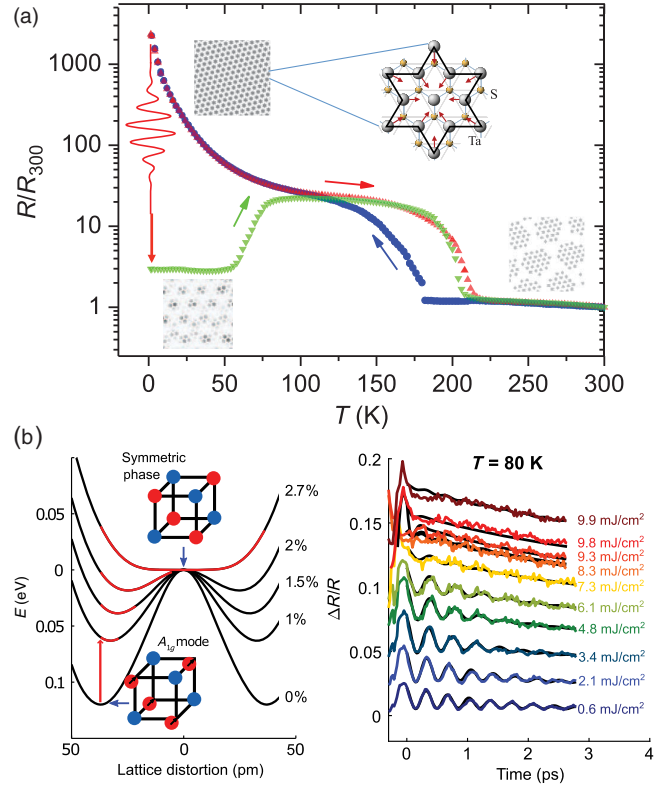 (a)
1000
100
10
1
R/R300
S
Ta
0
50
100
150
200
250
300
T (K)
(b)
Symmetric
phase
0.05
0
0.05
0.1
E (eV)
2.7%
2%
1.5%
1%
0%
A1g mode
50
0
50
Lattice distortion (pm)
T = 80 K
0.2
0.15
0.1
0.05
0
ΔR/R
9.9 mJ/cm²
9.8 mJ/cm²
9.3 mJ/cm²
8.3 mJ/cm²
7.3 mJ/cm²
6.1 mJ/cm²
4.8 mJ/cm²
3.4 mJ/cm²
2.1 mJ/cm²
0.6 mJ/cm²
0
1
2
3
4
Time (ps)